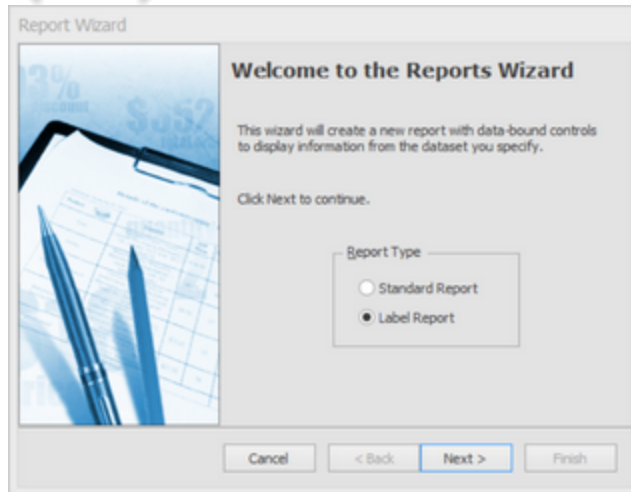 Report Wizard
Welcome to the Reports Wizard
This wizard will create a new report with data-bound controls
to display information from the dataset you specify.
Click Next to continue.
Report Type
Standard Report
Label Report
Cancel
< Back
Next >
Finish